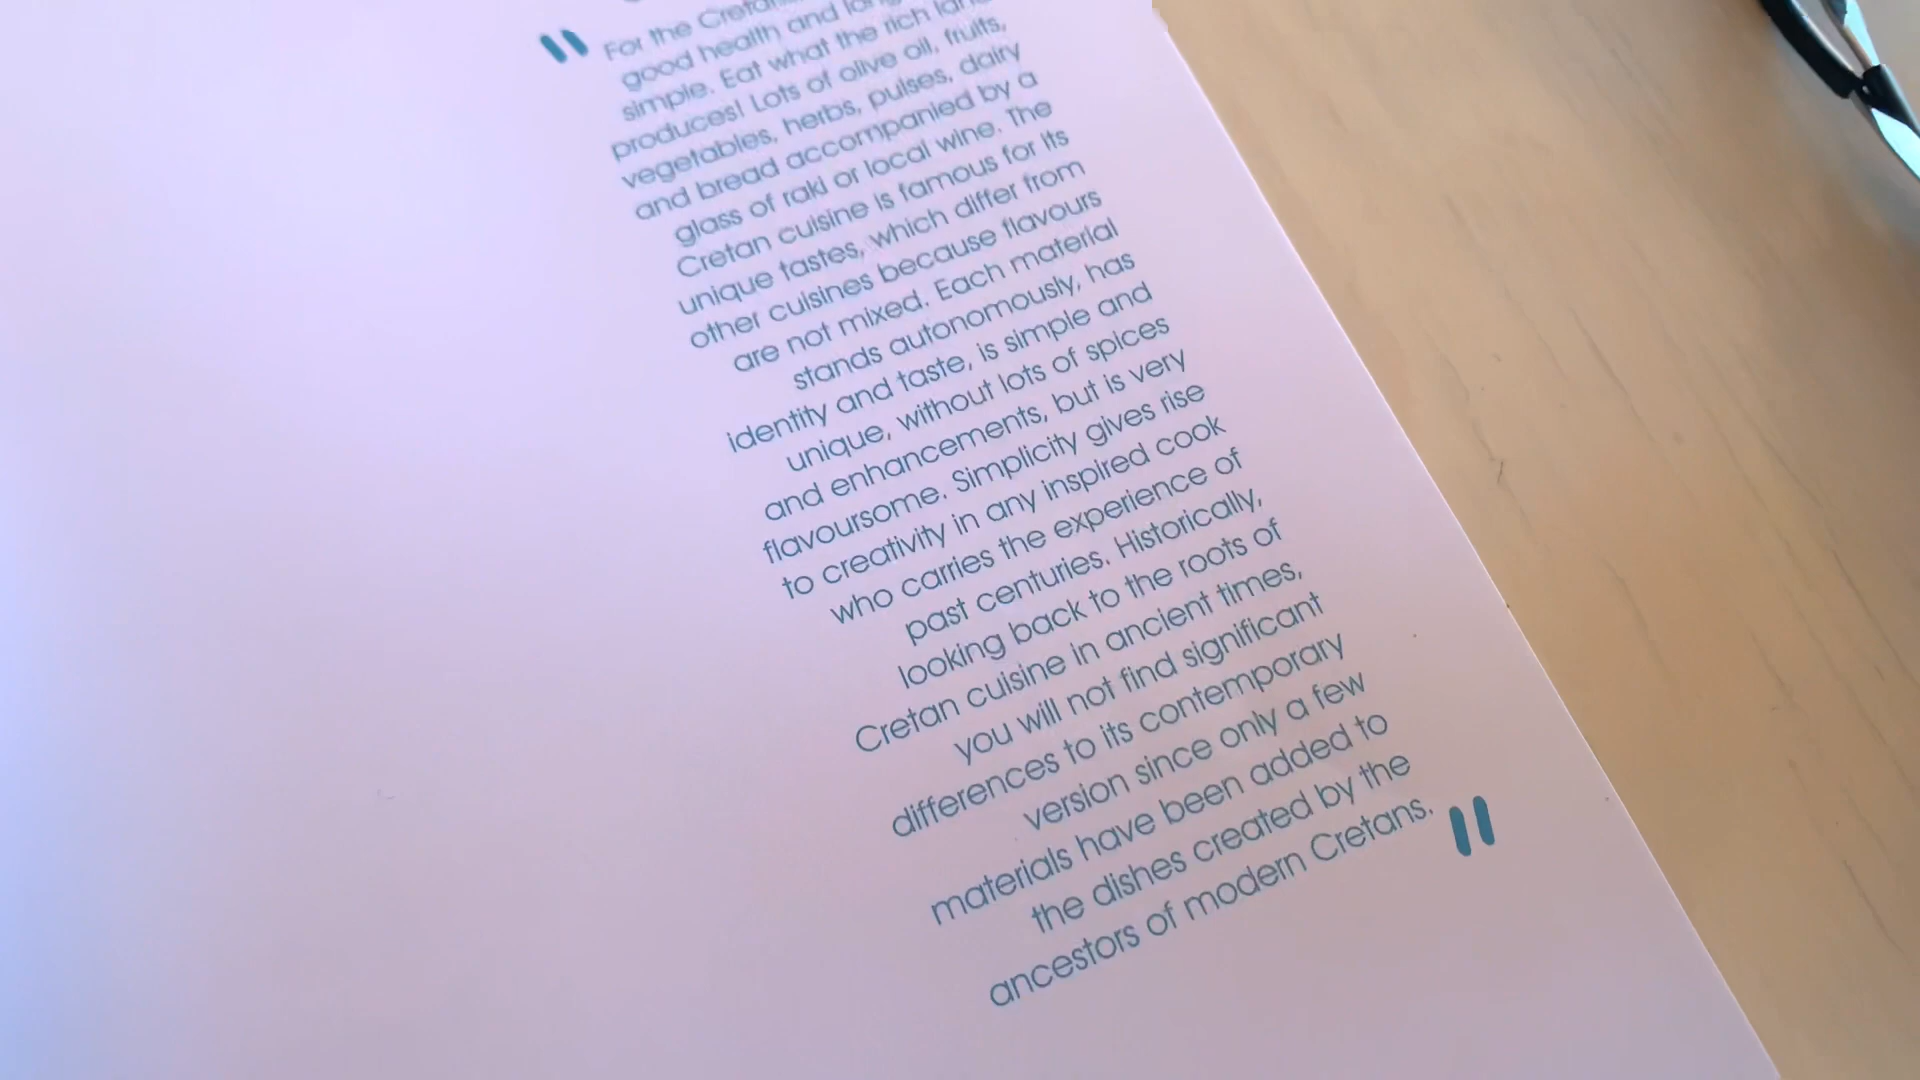 For the
good health and
simple. Eat what the rich
produces! Lots of olive oil, fruits,
vegetables, herbs, pulses, dairy
and bread accompanied by a
glass of raki or local wine. The
Cretan cuisine is famous for its
unique tastes, which differ from
other cuisines because flavours
are not mixed. Each material
stands autonomously, has
identity and taste, is simple and
unique, without lots of spices
and enhancements, but is very
flavoursome. Simplicity gives rise
to creativity in any inspired cook
who carries the experience of
past centuries. Historically,
looking back to the roots of
Cretan cuisine in ancient times,
you will not find significant
differences to its contemporary
version since only a few
materials have been added to
the dishes created by the
ancestors of modern Cretans.
"